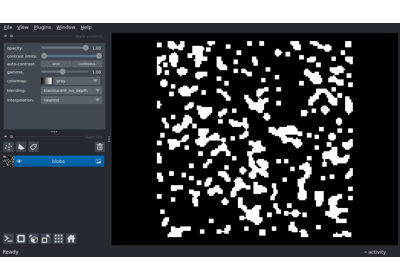 File View Plugins Window Help
opacity: 1.00
contrast limits:
auto-contrast: once continuous
gamma: 1.00
colormap: gray
blending: translucent_no_depth
interpolation: nearest
blobs
Ready
activity